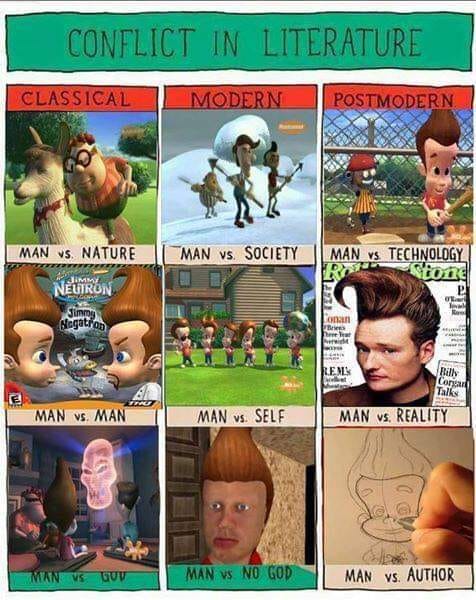 CONFLICT IN LITERATURE
CLASSICAL
MODERN
POSTMODERN
MAN vs. NATURE
MAN vs. SOCIETY
MAN vs. TECHNOLOGY
JIMMY
NEUTRON
Jimmy
Negatron
E
THQ
MAN vs. MAN
MAN vs. SELF
Rolling Stone
Conan
O'Brien's
R.E.M.'s
Billy
Corgan
Talks
MAN vs. REALITY
MAN vs GOD
MAN vs. NO GOD
MAN vs. AUTHOR